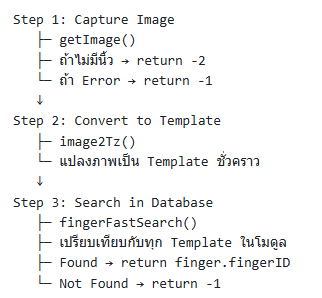 Step 1: Capture Image
├─ getImage()
├─ ถ้าไม่มีนิ้ว → return -2
└─ ถ้า Error → return -1
↓
Step 2: Convert to Template
├─ image2Tz()
└─ แปลงภาพเป็น Template ชั่วคราว
↓
Step 3: Search in Database
├─ fingerFastSearch()
├─ เปรียบเทียบกับทุก Template ในโมดูล
├─ Found → return finger.fingerID
└─ Not Found → return -1